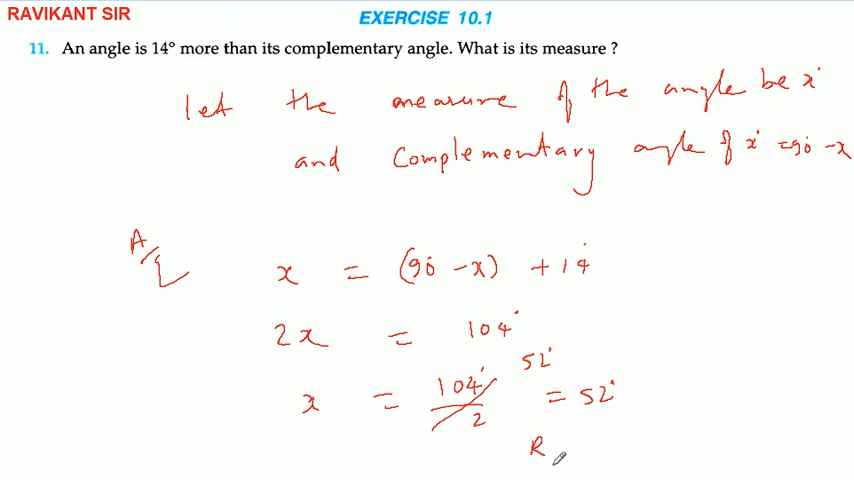 RAVIKANT SIR
EXERCISE 10.1
11. An angle is 14° more than its complementary angle. What is its measure ?
let the measure of the angle be x°
and Complementary angle of x° = 90° - x
A/q
x = (90° - x) + 14°
2x = 104°
52°
x = 104°/2 = 52°
R